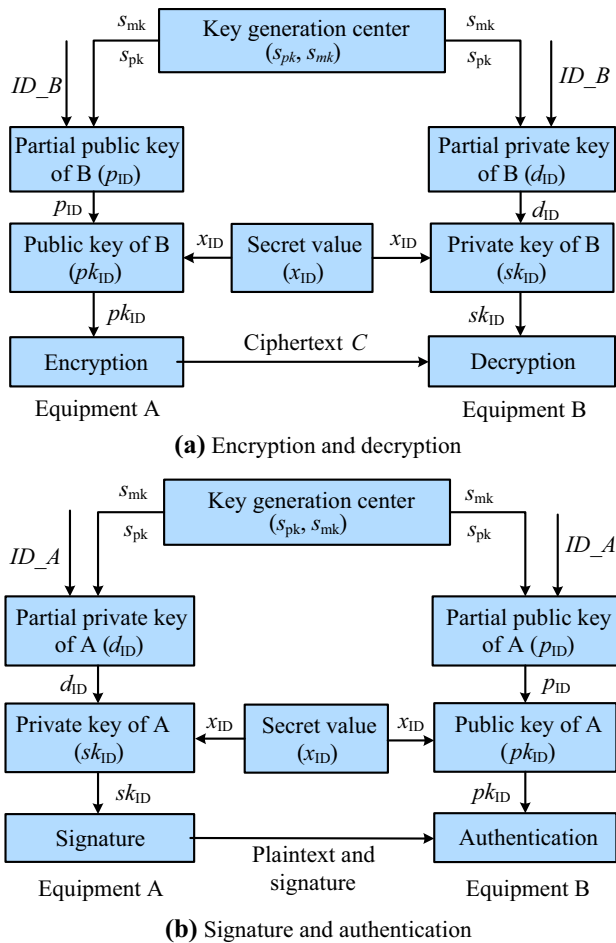 s_mk
Key generation center
(s_pk, s_mk)
s_mk
s_pk
s_pk
ID_B
ID_B
Partial public key
of B (p_ID)
Partial private key
of B (d_ID)
p_ID
d_ID
Public key of B
(pk_ID)
x_ID
Secret value
(x_ID)
x_ID
Private key of B
(sk_ID)
pk_ID
sk_ID
Encryption
Ciphertext C
Decryption
Equipment A
Equipment B
(a) Encryption and decryption
s_mk
Key generation center
(s_pk, s_mk)
s_mk
s_pk
s_pk
ID_A
ID_A
Partial private key
of A (d_ID)
Partial public key
of A (p_ID)
d_ID
p_ID
Private key of A
(sk_ID)
x_ID
Secret value
(x_ID)
x_ID
Public key of A
(pk_ID)
sk_ID
pk_ID
Signature
Plaintext and
signature
Authentication
Equipment A
Equipment B
(b) Signature and authentication